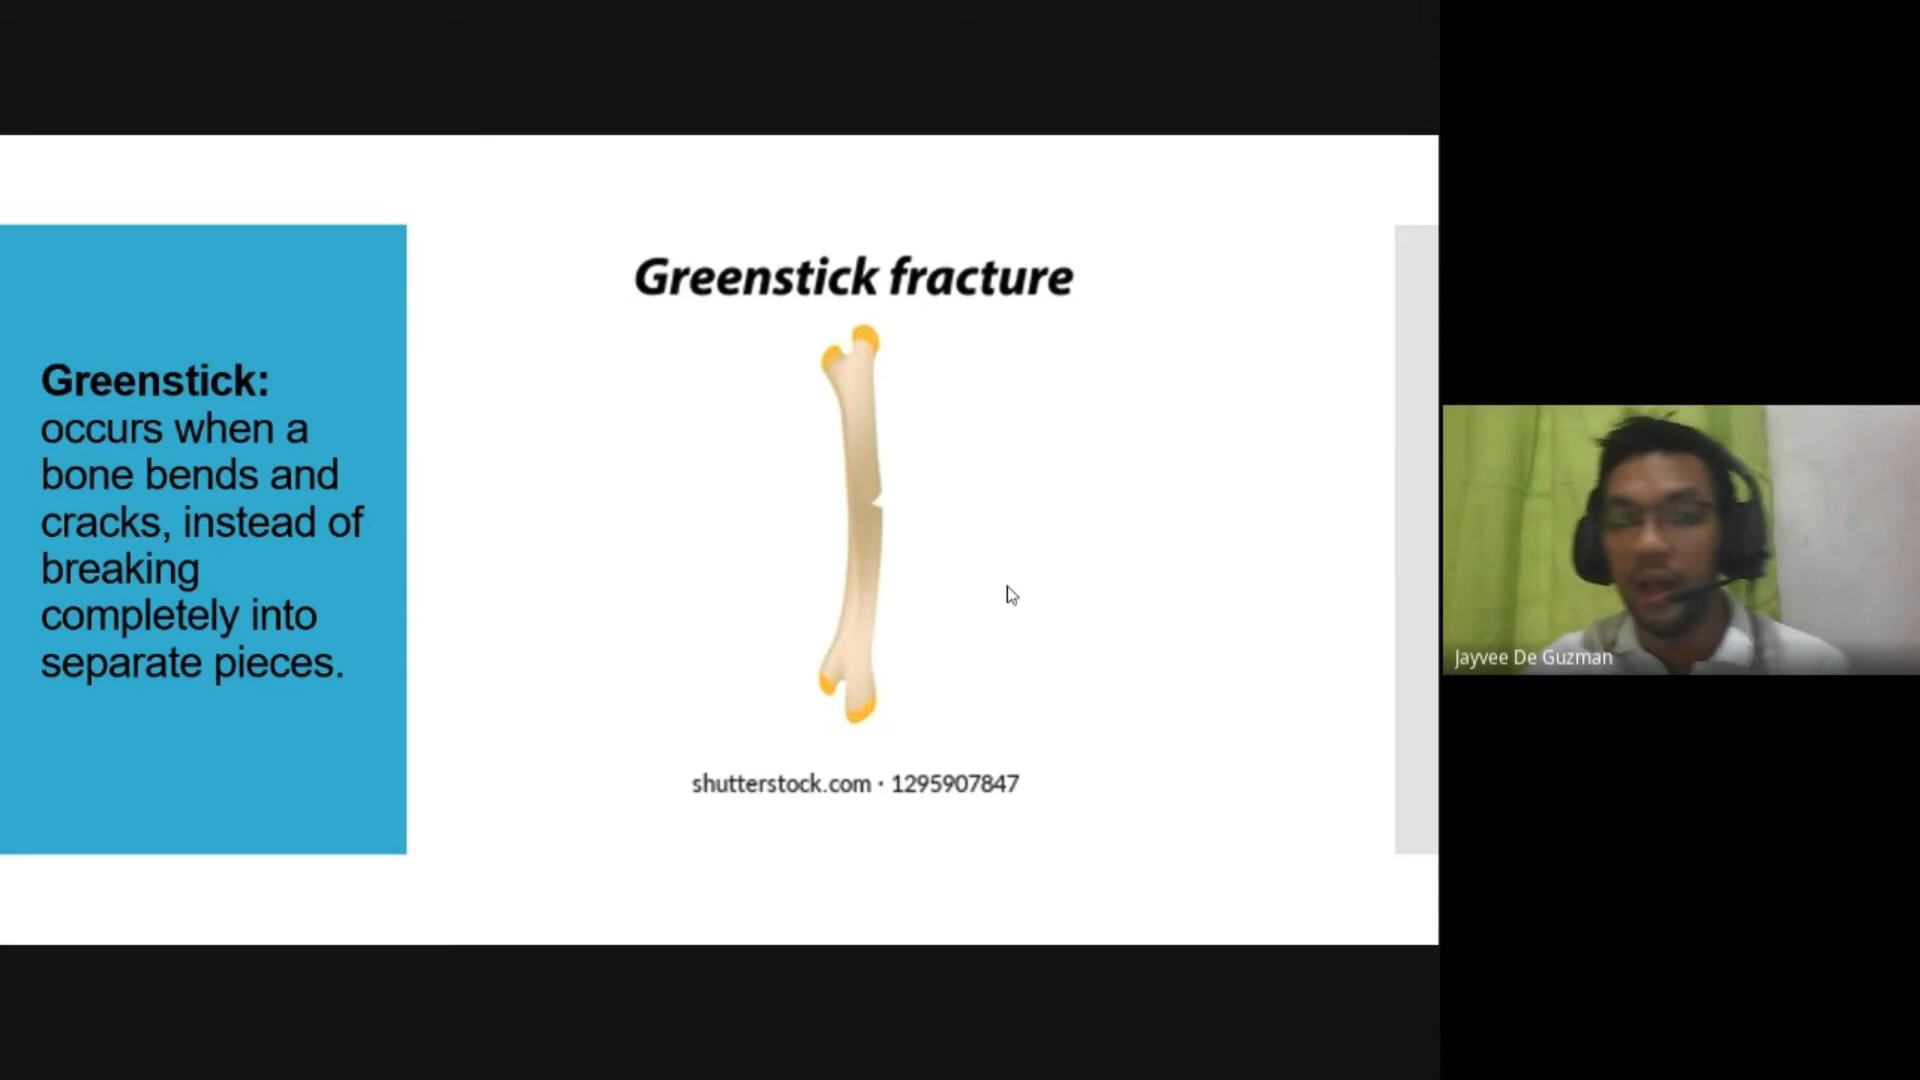 Greenstick fracture
Greenstick:
occurs when a
bone bends and
cracks, instead of
breaking
completely into
separate pieces.
shutterstock.com · 1295907847
Jayvee De Guzman